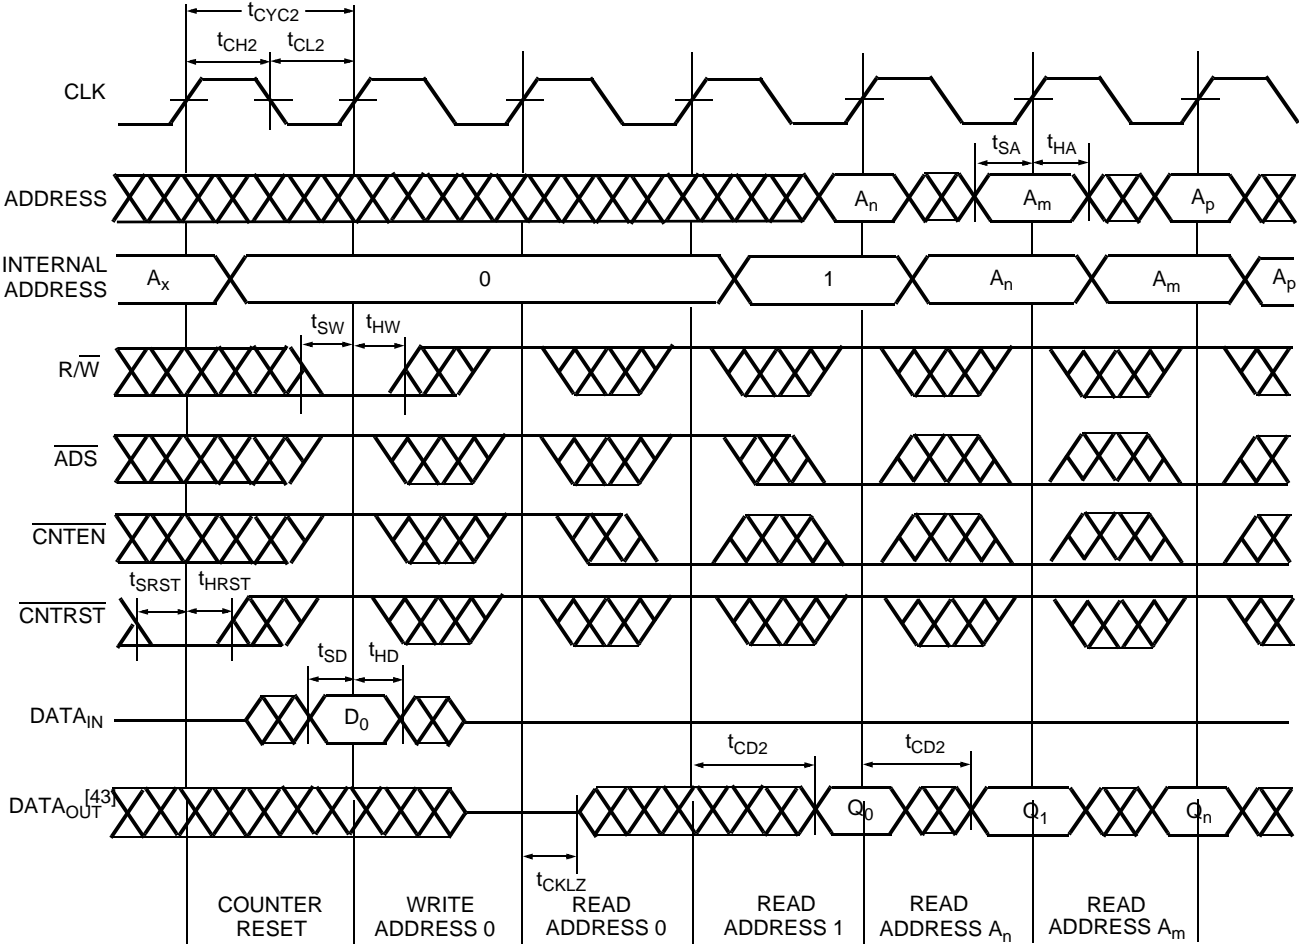 tCYC2
tCH2 tCL2
CLK
tSA tHA
ADDRESS An Am Ap
INTERNAL
ADDRESS Ax 0 1 An Am Ap
tSW tHW
R/W
ADS
CNTEN
tSRST tHRST
CNTRST
tSD tHD
DATAIN D0
tCD2 tCD2
DATAOUT[43] Q0 Q1 Qn
tCKLZ
COUNTER
RESET
WRITE
ADDRESS 0
READ
ADDRESS 0
READ
ADDRESS 1
READ
ADDRESS An
READ
ADDRESS Am